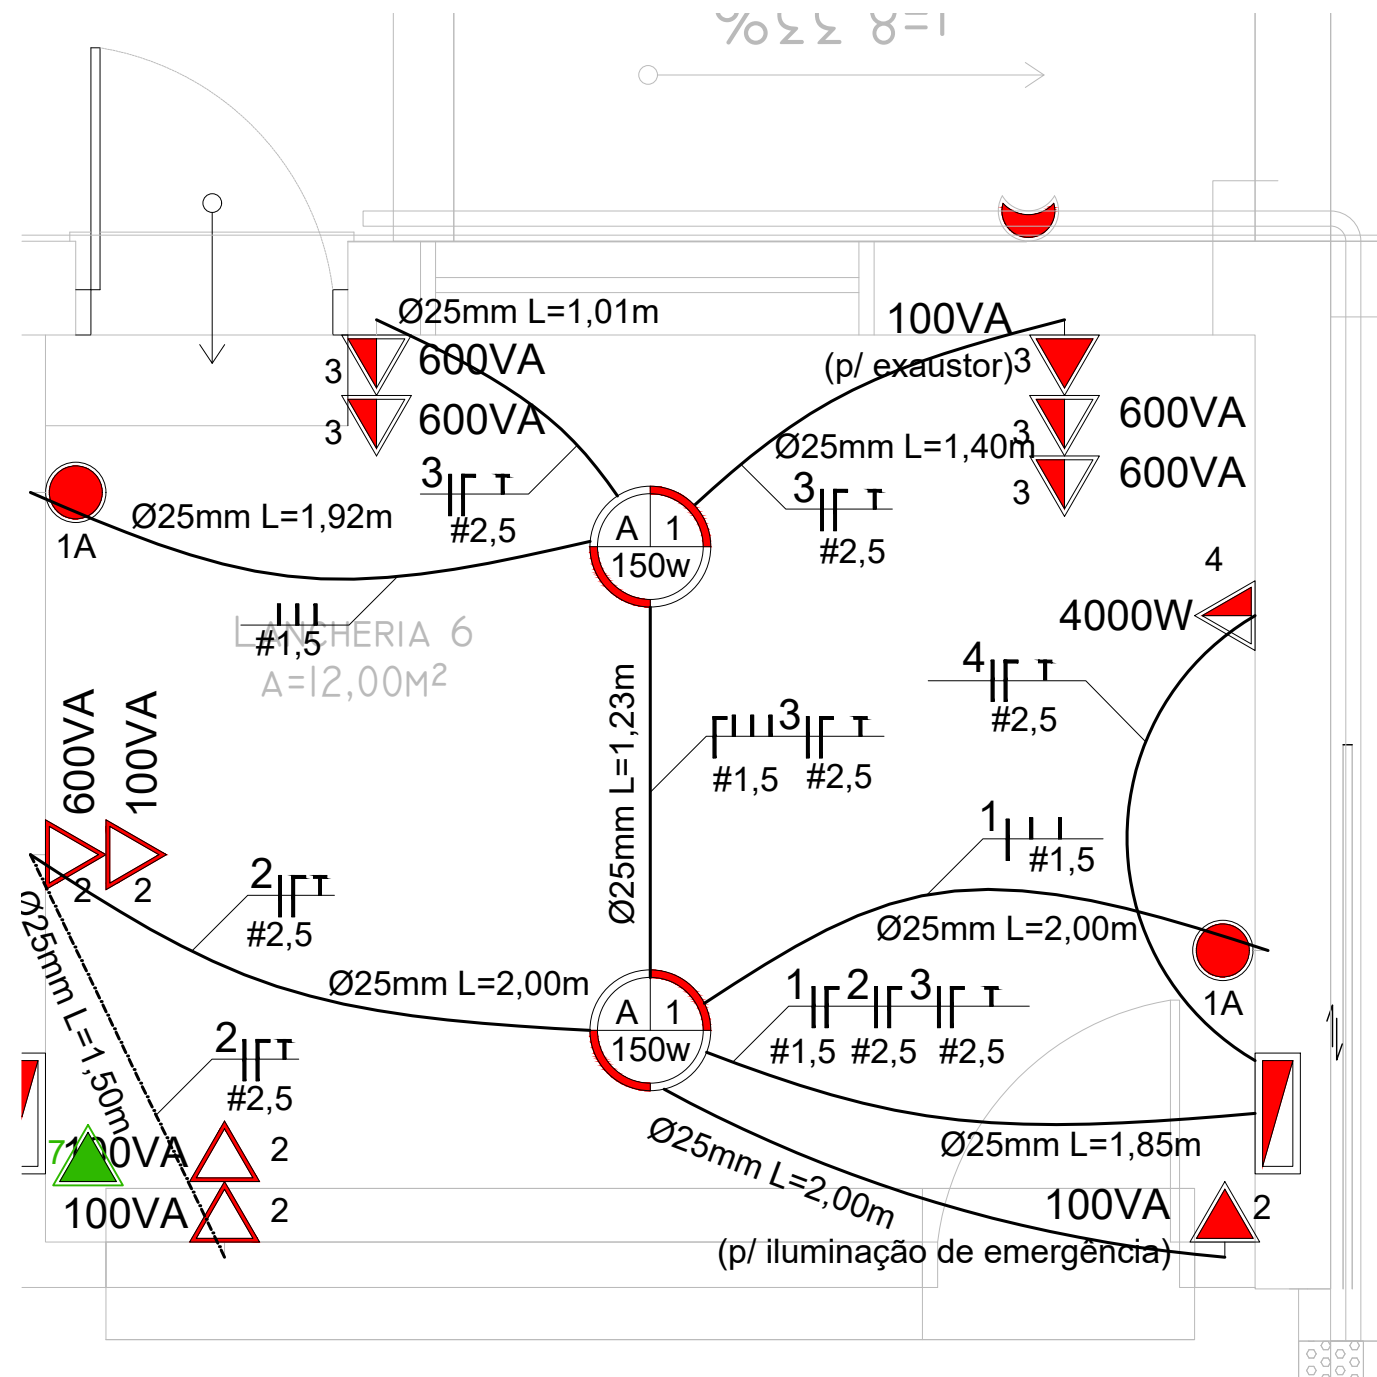 Ø25mm L=1,01m
100VA
(p/ exaustor)
3
3
600VA
3
600VA
3
600VA
3
600VA
Ø25mm L=1,40m
3
#2,5
3
#2,5
Ø25mm L=1,92m
1A
A
1
150w
#1,5
LANCHERIA 6
A=12,00M²
4
4000W
4
#2,5
Ø25mm L=1,23m
3
#1,5
#2,5
600VA
100VA
2
2
1
#1,5
2
#2,5
Ø25mm L=2,00m
Ø25mm L=2,00m
1A
A
1
150w
1
2
3
#1,5
#2,5
#2,5
Ø25mm L=1,50m
2
#2,5
Ø25mm L=1,85m
Ø25mm L=2,00m
7
100VA
2
100VA
2
100VA
2
(p/ iluminação de emergência)